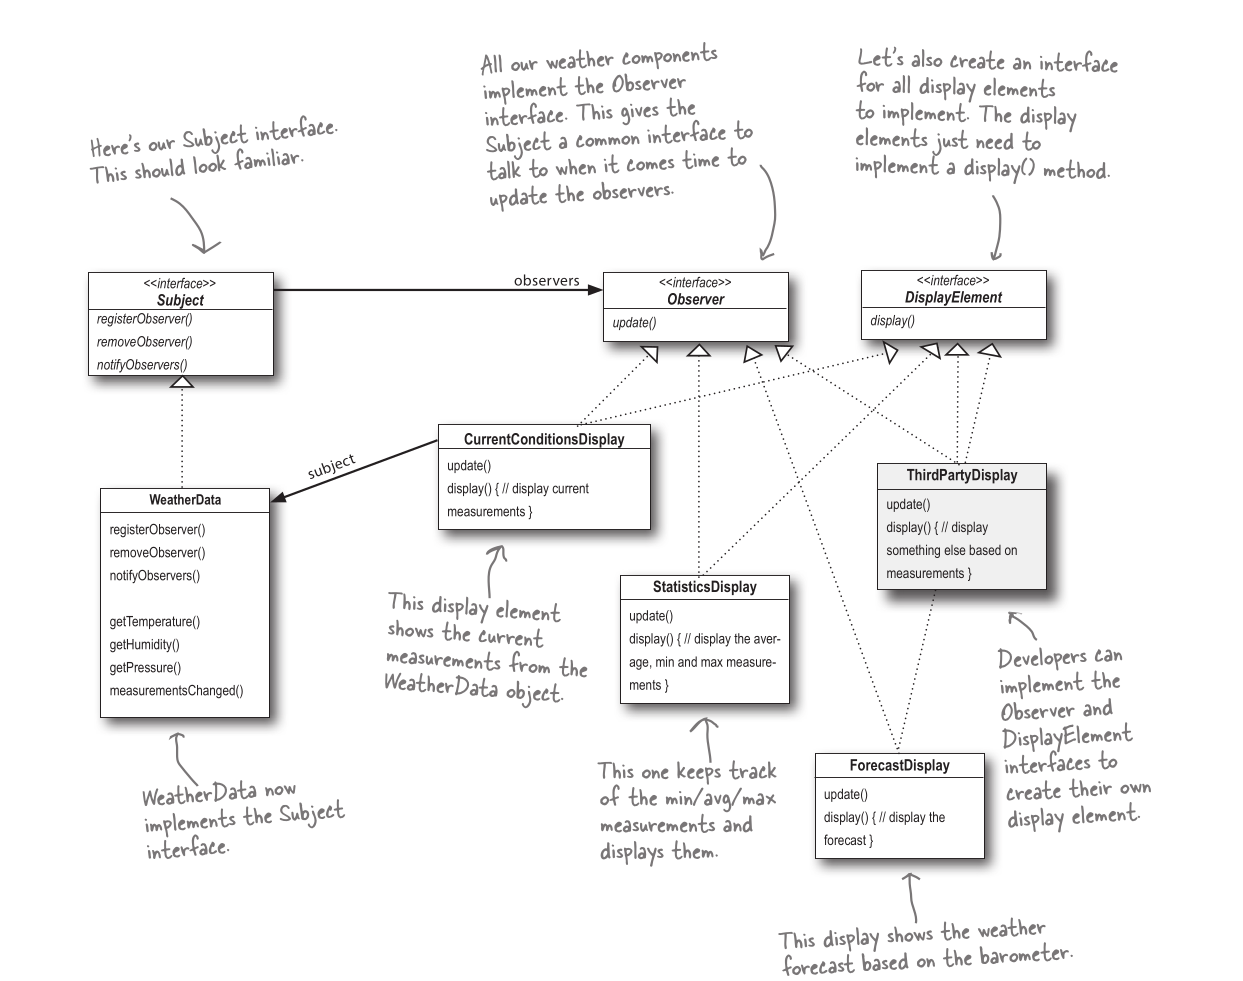 Here's our Subject interface.
This should look familiar.
All our weather components
implement the Observer
interface. This gives the
Subject a common interface to
talk to when it comes time to
update the observers.
Let's also create an interface
for all display elements
to implement. The display
elements just need to
implement a display() method.
<<interface>>
Subject
registerObserver()
removeObserver()
notifyObservers()
observers
<<interface>>
Observer
update()
<<interface>>
DisplayElement
display()
subject
CurrentConditionsDisplay
update()
display() { // display current
measurements }
WeatherData
registerObserver()
removeObserver()
notifyObservers()
getTemperature()
getHumidity()
getPressure()
measurementsChanged()
ThirdPartyDisplay
update()
display() { // display
something else based on
measurements }
StatisticsDisplay
update()
display() { // display the aver-
age, min and max measure-
ments }
This display element
shows the current
measurements from the
WeatherData object.
Developers can
implement the
Observer and
DisplayElement
interfaces to
create their own
display element.
ForecastDisplay
update()
display() { // display the
forecast }
WeatherData now
implements the Subject
interface.
This one keeps track
of the min/avg/max
measurements and
displays them.
This display shows the weather
forecast based on the barometer.